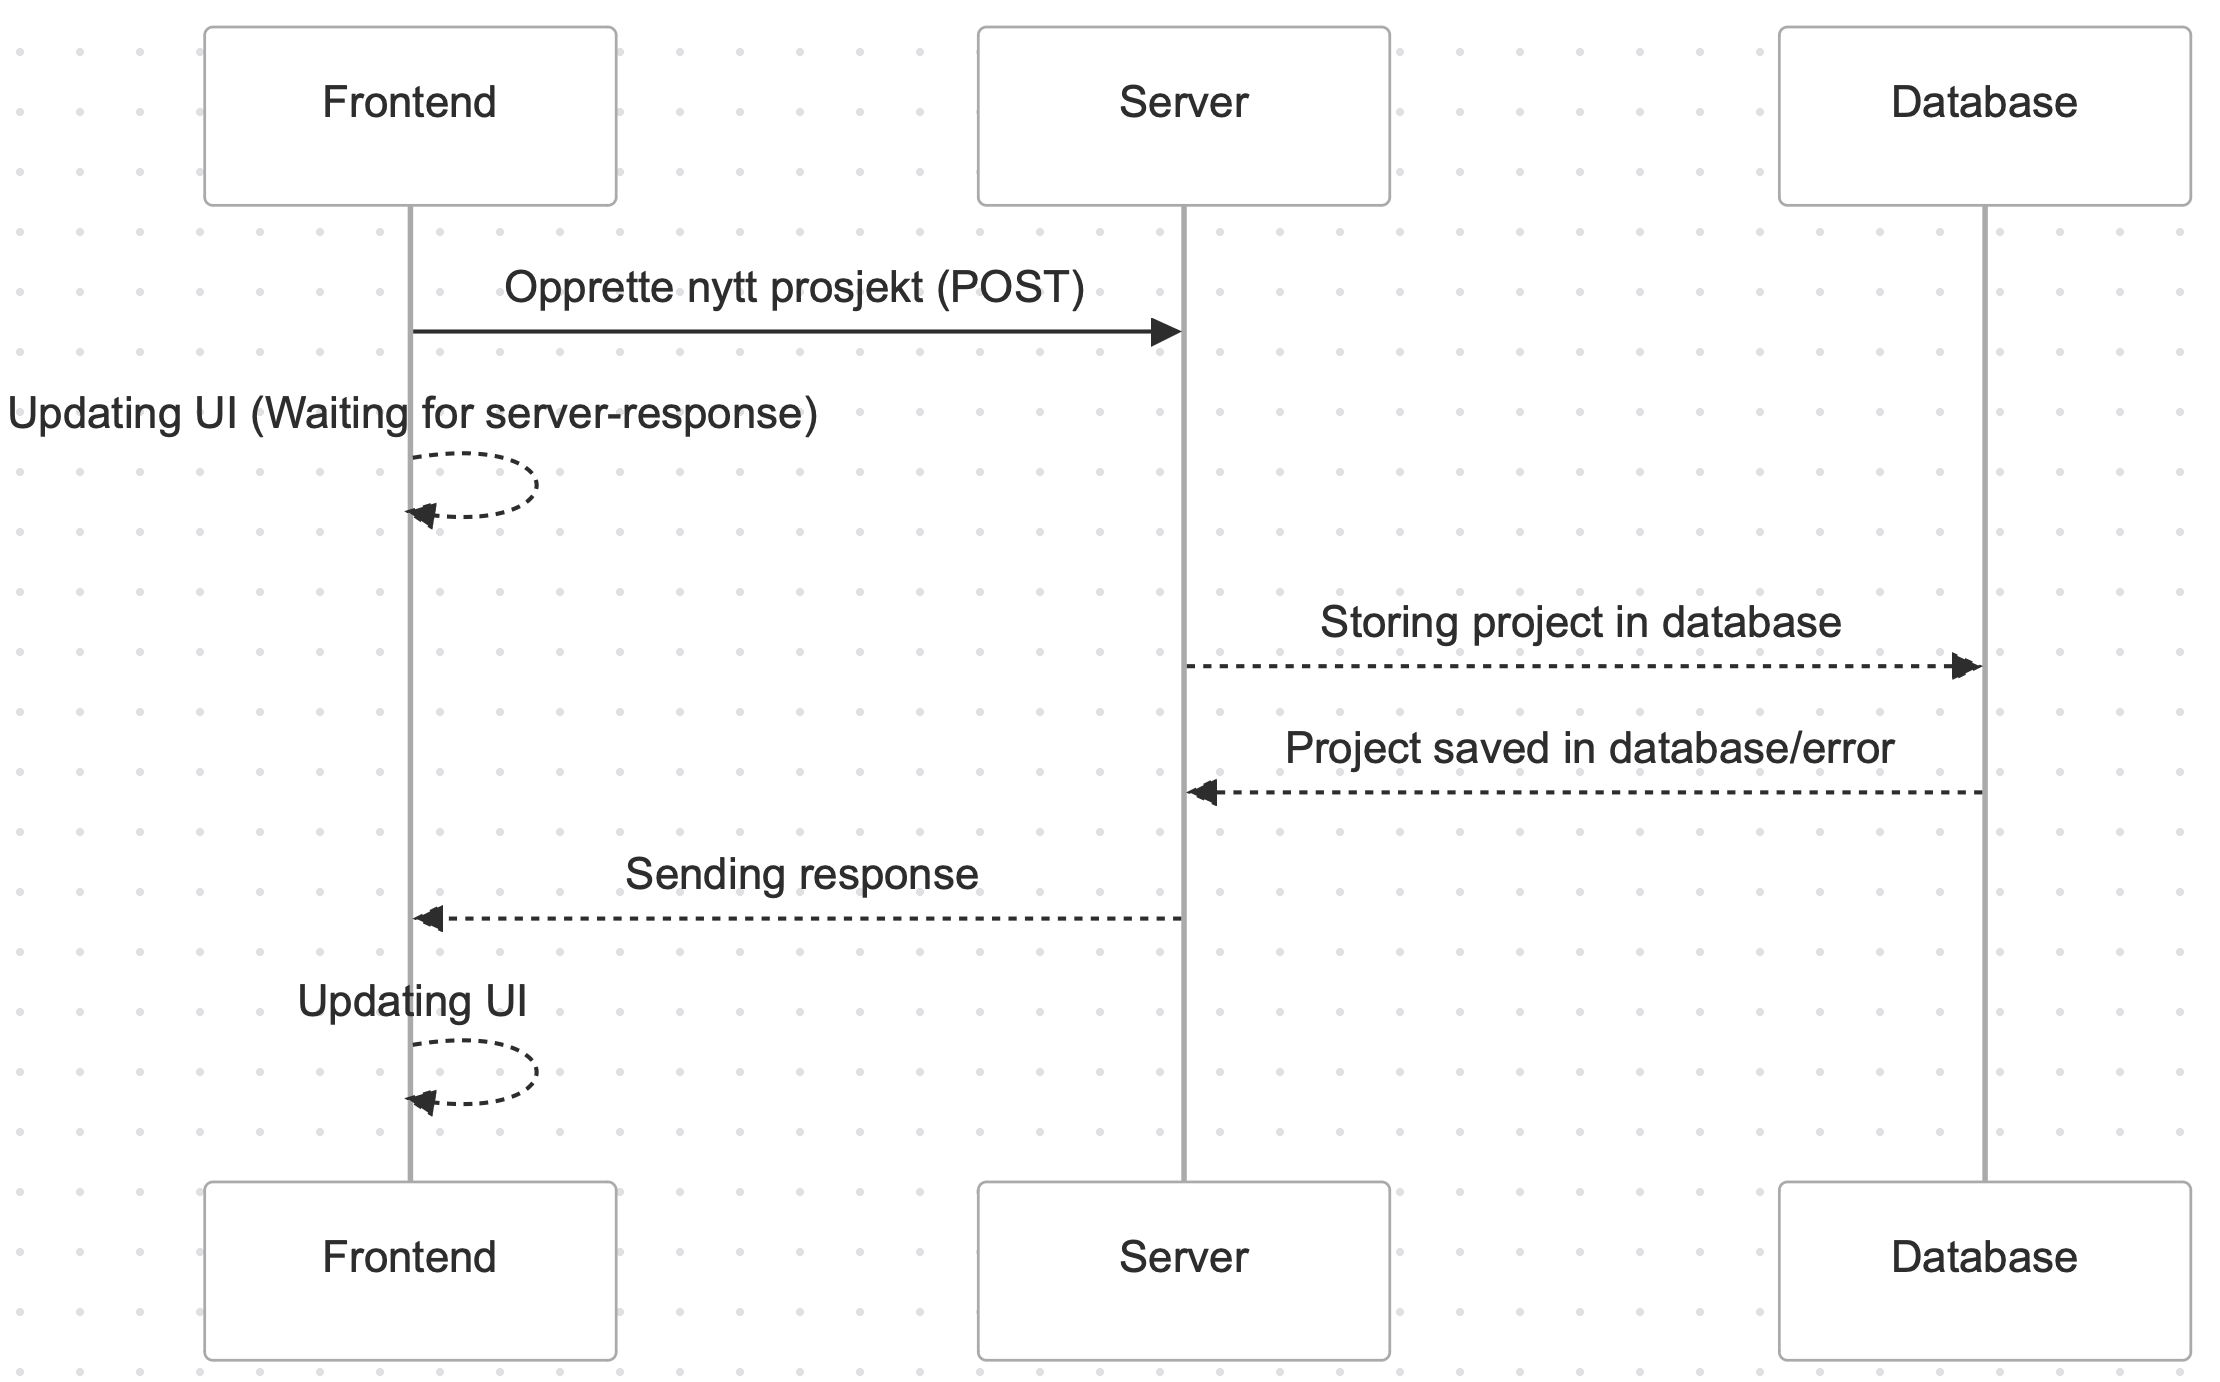 Frontend
Server
Database
Opprette nytt prosjekt (POST)
Updating UI (Waiting for server-response)
Storing project in database
Project saved in database/error
Sending response
Updating UI
Frontend
Server
Database